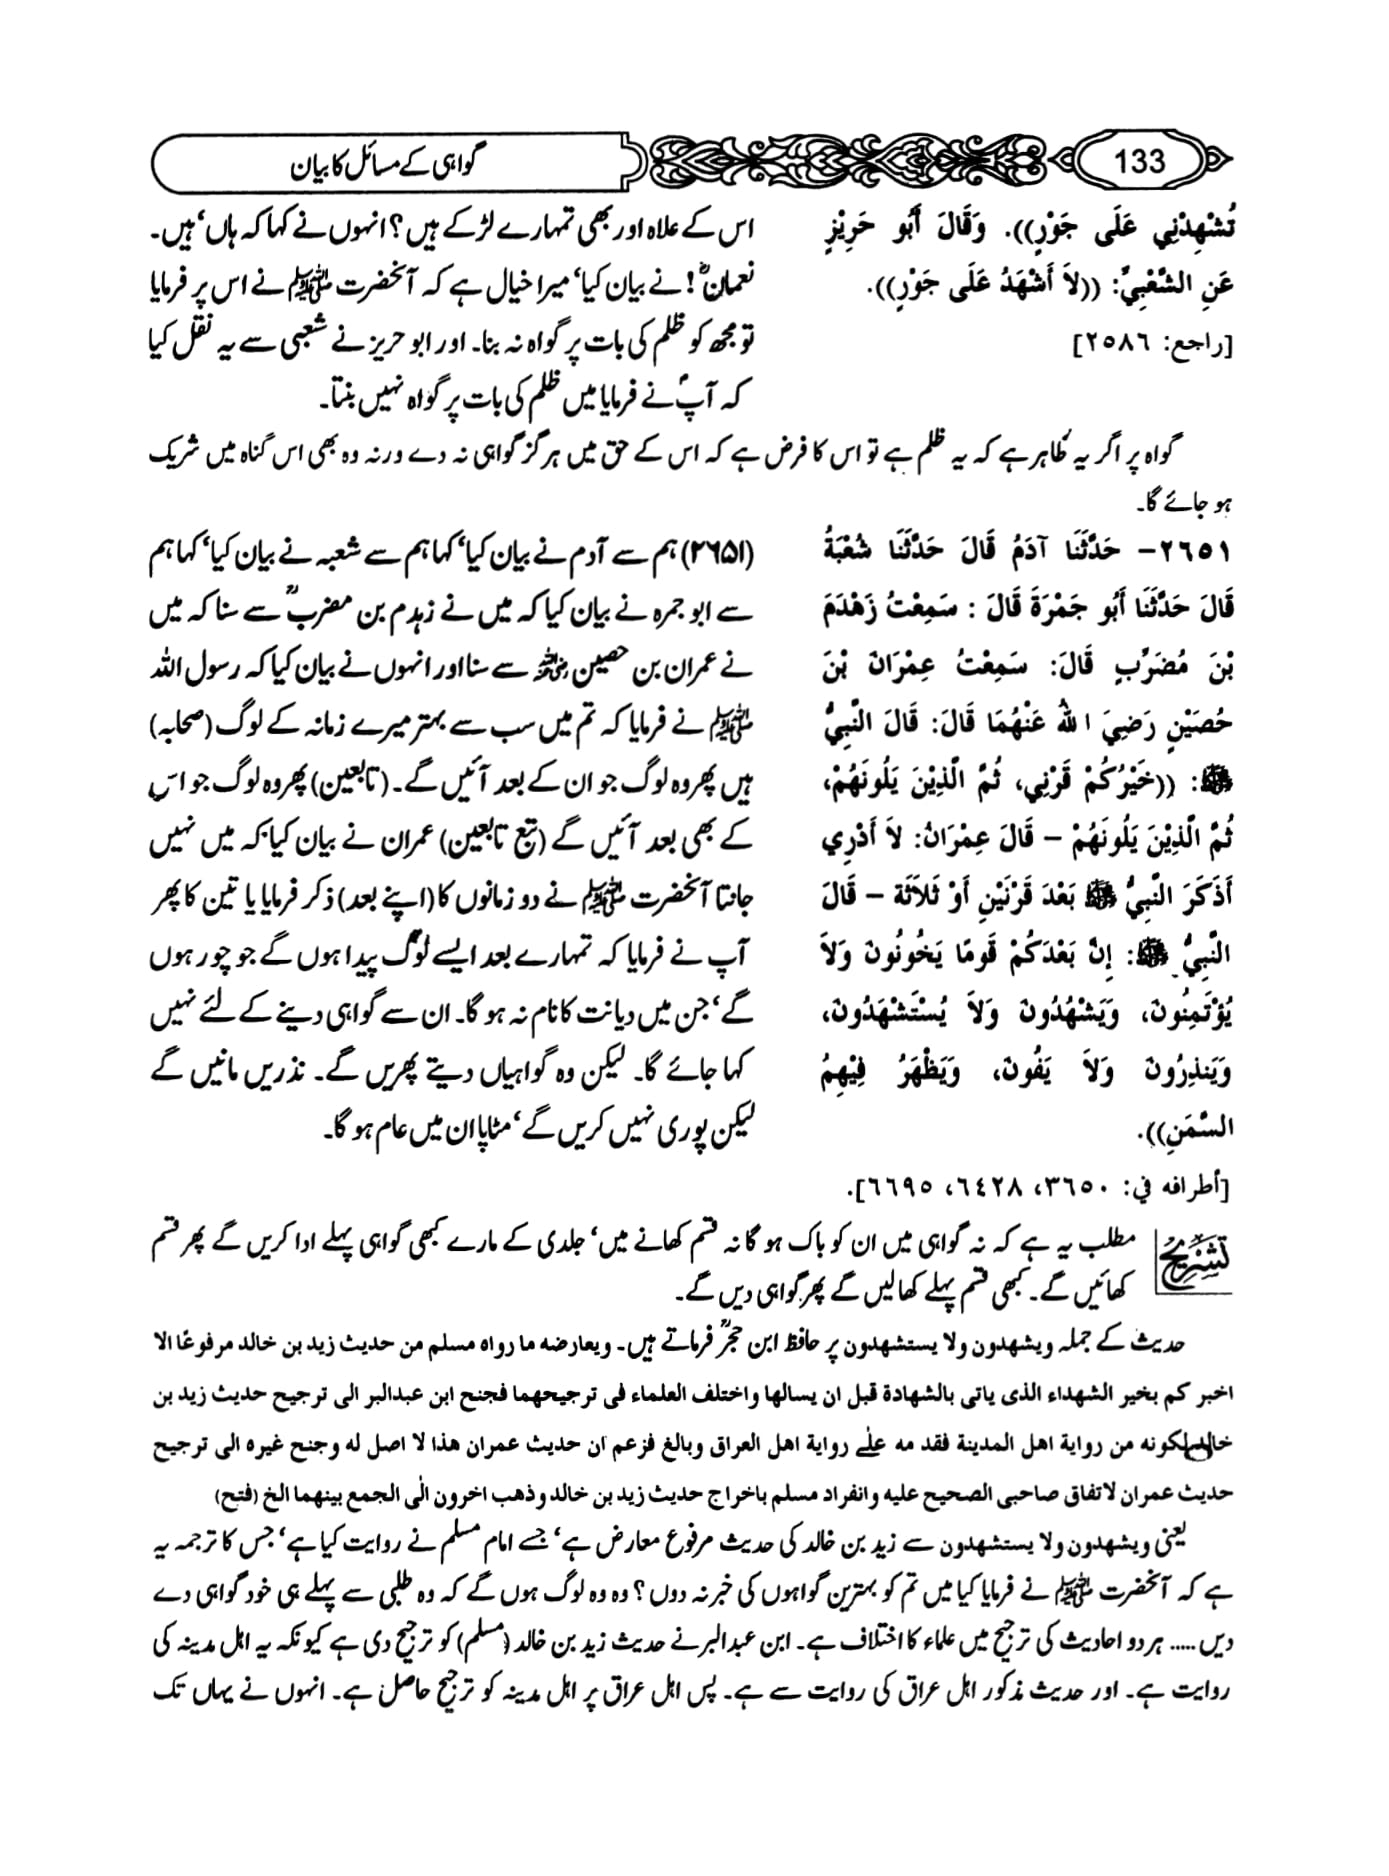 133
گواہی کے مسائل کا بیان
تُشْهِدْنِي عَلَى جَوْرٍ)). وَقَالَ أَبُو حَرِيْزٍ
عَنِ الشَّعْبِيِّ: ((لاَ أَشْهَدُ عَلَى جَوْرٍ)).
[راجع: ٢٥٨٦]
اس کے علاہ اور بھی تمہارے لڑکے ہیں؟ انہوں نے کہا کہ ہاں‘ ہیں۔
نعمانؓ! نے بیان کیا‘ میرا خیال ہے کہ آنحضرت ﷺ نے اس پر فرمایا
تو مجھ کو ظلم کی بات پر گواہ نہ بنا۔ اور ابو حریز نے شعبی سے یہ نقل کیا
کہ آپؐ نے فرمایا میں ظلم کی بات پر گواہ نہیں بنتا۔
گواہ پر اگر یہ ظاہر ہے کہ یہ ظلم ہے تو اس کا فرض ہے کہ اس کے حق میں ہرگز گواہی نہ دے ورنہ وہ بھی اس گناہ میں شریک
ہو جائے گا۔
٢٦٥١- حَدَّثَنَا آدَمُ قَالَ حَدَّثَنَا شُعْبَةُ
قَالَ حَدَّثَنَا أَبُو جَمْرَةَ قَالَ : سَمِعْتُ زَهْدَمَ
بْنَ مُضَرِّبٍ قَالَ: سَمِعْتُ عِمْرَانَ بْنَ
حُصَيْنٍ رَضِيَ اللهُ عَنْهُمَا قَالَ: قَالَ النَّبِيُّ
ﷺ: ((خَيْرُكُمْ قَرْنِي، ثُمَّ الَّذِيْنَ يَلُونَهُمْ،
ثُمَّ الَّذِيْنَ يَلُونَهُمْ – قَالَ عِمْرَانُ: لاَ أَدْرِي
أَذَكَرَ النَّبِيُّ ﷺ بَعْدَ قَرْنَيْنِ أَوْ ثَلاَثَة – قَالَ
النَّبِيُّ ﷺ: إِنَّ بَعْدَكُمْ قَومًا يَخُونُونَ وَلاَ
يُؤْتَمِنُونَ، وَيَشْهُدُونَ وَلاَ يُسْتَشْهَدُونَ،
وَيَنذِرُونَ وَلاَ يَفُونَ، وَيَظْهَرُ فِيْهِمُ
السَّمَنِ)).
[أطرافه في: ٣٦٥٠، ٦٤٢٨، ٦٦٩٥].
(۲۶۵۱) ہم سے آدم نے بیان کیا‘ کہا ہم سے شعبہ نے بیان کیا‘ کہا ہم
سے ابو جمرہ نے بیان کیا کہ میں نے زہدم بن مضربؒ سے سنا کہ میں
نے عمران بن حصین ؓ سے سنا اور انہوں نے بیان کیا کہ رسول اللہ
ﷺ نے فرمایا کہ تم میں سب سے بہتر میرے زمانہ کے لوگ (صحابہ)
ہیں پھر وہ لوگ جو ان کے بعد آئیں گے۔ (تابعین) پھر وہ لوگ جو اس
کے بھی بعد آئیں گے (تبع تابعین) عمران نے بیان کیا کہ میں نہیں
جانتا آنحضرت ﷺ نے دو زمانوں کا (اپنے بعد) ذکر فرمایا یا تین کا پھر
آپ نے فرمایا کہ تمہارے بعد ایسے لوگ پیدا ہوں گے جو چور ہوں
گے‘ جن میں دیانت کا نام نہ ہو گا۔ ان سے گواہی دینے کے لئے نہیں
کہا جائے گا۔ لیکن وہ گواہیاں دیتے پھریں گے۔ نذریں مانیں گے
لیکن پوری نہیں کریں گے‘ مٹاپا ان میں عام ہو گا۔
تشریح
مطلب یہ ہے کہ نہ گواہی میں ان کو باک ہو گا نہ قسم کھانے میں‘ جلدی کے مارے کبھی گواہی پہلے ادا کریں گے پھر قسم
کھائیں گے۔ کبھی قسم پہلے کھالیں گے پھر گواہی دیں گے۔
حدیث کے جملہ ویشهدون ولا یستشهدون پر حافظ ابن حجرؒ فرماتے ہیں۔ ویعارضه ما رواه مسلم من حدیث زید بن خالد مرفوعًا الا
اخبر کم بخیر الشهداء الذی یاتی بالشهادة قبل ان یسالها واختلف العلماء فی ترجیحهما فجنح ابن عبدالبر الی ترجیح حدیث زید بن
خالد لکونه من روایة اهل المدینة فقد مه علٰی روایة اهل العراق وبالغ فزعم ان حدیث عمران هذا لا اصل له وجنح غیره الی ترجیح
حدیث عمران لاتفاق صاحبی الصحیح علیه وانفراد مسلم باخراج حدیث زید بن خالد وذهب اخرون الٰی الجمع بینهما الخ (فتح)
یعنی ویشهدون ولا یستشهدون سے زید بن خالد کی حدیث مرفوع معارض ہے‘ جسے امام مسلم نے روایت کیا ہے‘ جس کا ترجمہ یہ
ہے کہ آنحضرت ﷺ نے فرمایا کیا میں تم کو بہترین گواہوں کی خبر نہ دوں؟ وہ وہ لوگ ہوں گے کہ وہ طلبی سے پہلے ہی خود گواہی دے
دیں ..... ہر دو احادیث کی ترجیح میں علماء کا اختلاف ہے۔ ابن عبدالبر نے حدیث زید بن خالد (مسلم) کو ترجیح دی ہے کیونکہ یہ اہل مدینہ کی
روایت ہے۔ اور حدیث مذکور اہل عراق کی روایت سے ہے۔ پس اہل عراق پر اہل مدینہ کو ترجیح حاصل ہے۔ انہوں نے یہاں تک